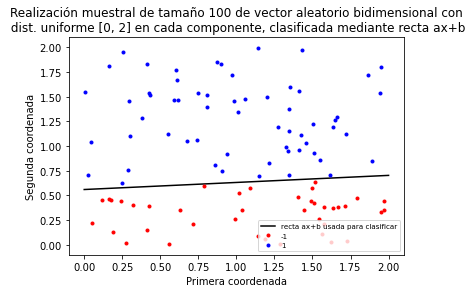 Realización muestral de tamaño 100 de vector aleatorio bidimensional con
dist. uniforme [0, 2] en cada componente, clasificada mediante recta ax+b
2.00
1.75
1.50
1.25
1.00
0.75
0.50
0.25
0.00
Segunda coordenada
recta ax+b usada para clasificar
-1
1
0.00 0.25 0.50 0.75 1.00 1.25 1.50 1.75 2.00
Primera coordenada